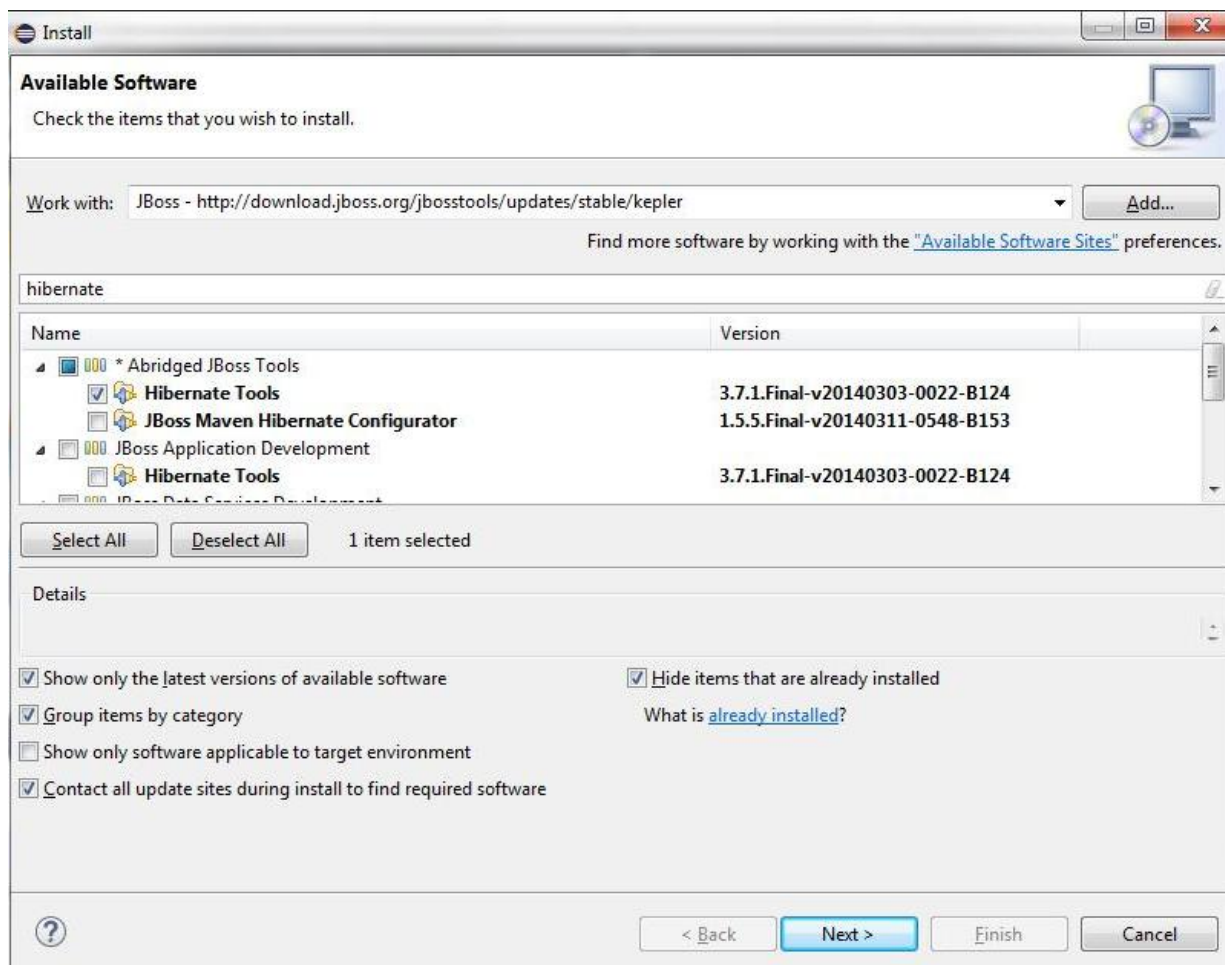 Install
Available Software
Check the items that you wish to install.
Work with: JBoss - http://download.jboss.org/jbosstools/updates/stable/kepler Add...
Find more software by working with the "Available Software Sites" preferences.
hibernate
Name Version
* Abridged JBoss Tools
Hibernate Tools 3.7.1.Final-v20140303-0022-B124
JBoss Maven Hibernate Configurator 1.5.5.Final-v20140311-0548-B153
JBoss Application Development
Hibernate Tools 3.7.1.Final-v20140303-0022-B124
JBoss Data Services Development
Select All Deselect All 1 item selected
Details
Show only the latest versions of available software Hide items that are already installed
Group items by category What is already installed?
Show only software applicable to target environment
Contact all update sites during install to find required software
? < Back Next > Finish Cancel